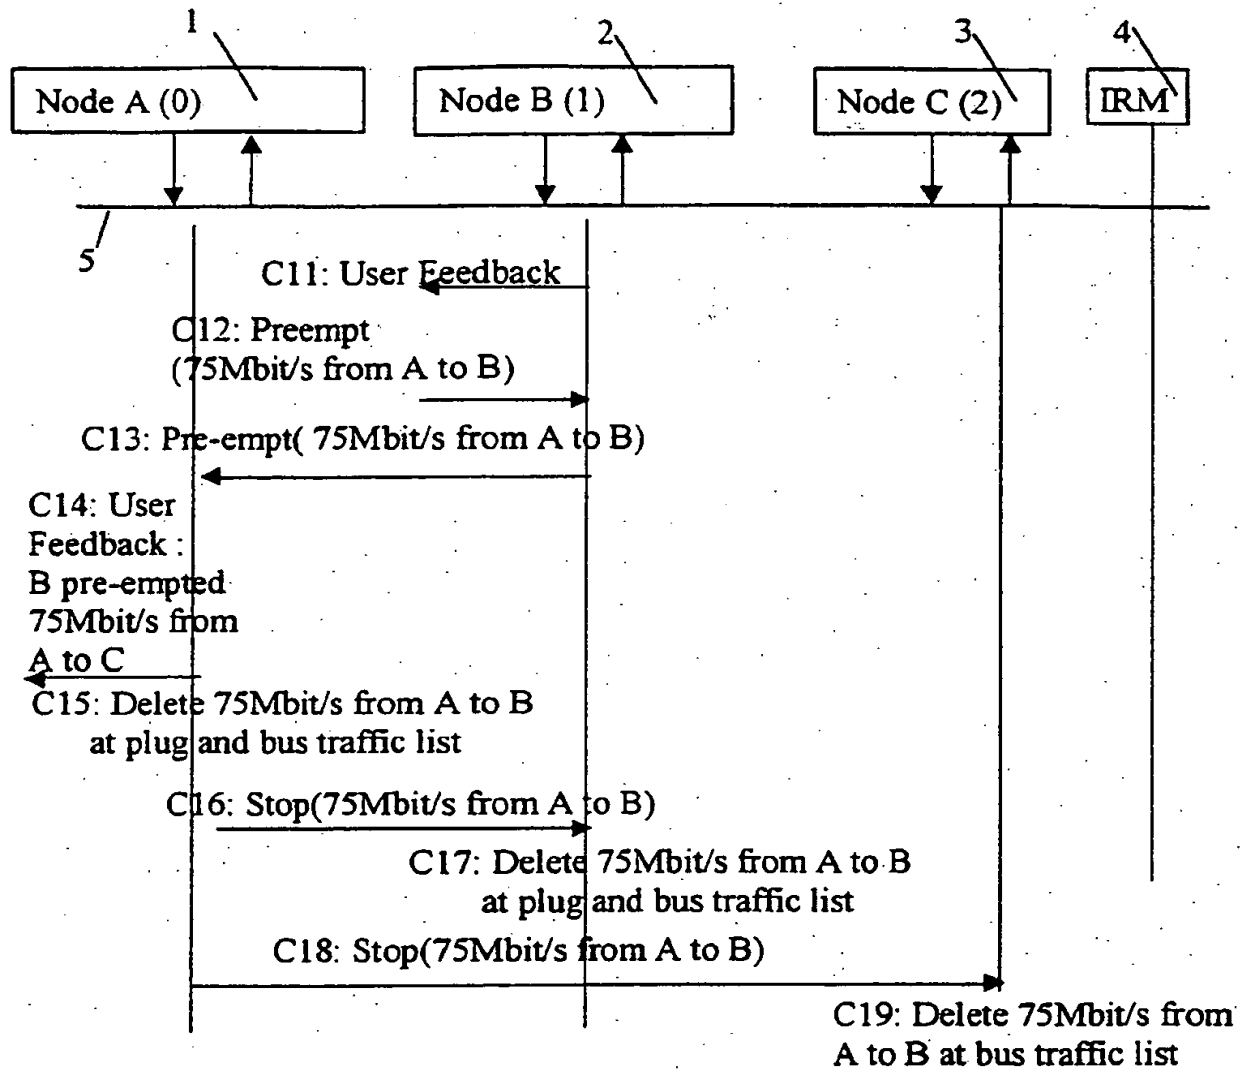 1
2
3
4
Node A (0)
Node B (1)
Node C (2)
IRM
5
C11: User Feedback
C12: Preempt
(75Mbit/s from A to B)
C13: Pre-empt( 75Mbit/s from A to B)
C14: User
Feedback :
B pre-empted
75Mbit/s from
A to C
C15: Delete 75Mbit/s from A to B
at plug and bus traffic list
C16: Stop(75Mbit/s from A to B)
C17: Delete 75Mbit/s from A to B
at plug and bus traffic list
C18: Stop(75Mbit/s from A to B)
C19: Delete 75Mbit/s from
A to B at bus traffic list